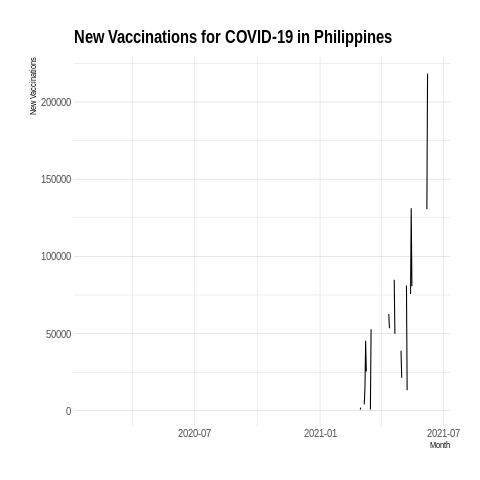 New Vaccinations for COVID-19 in Philippines
New Vaccinations
200000
150000
100000
50000
0
2020-07
2021-01
2021-07
Month